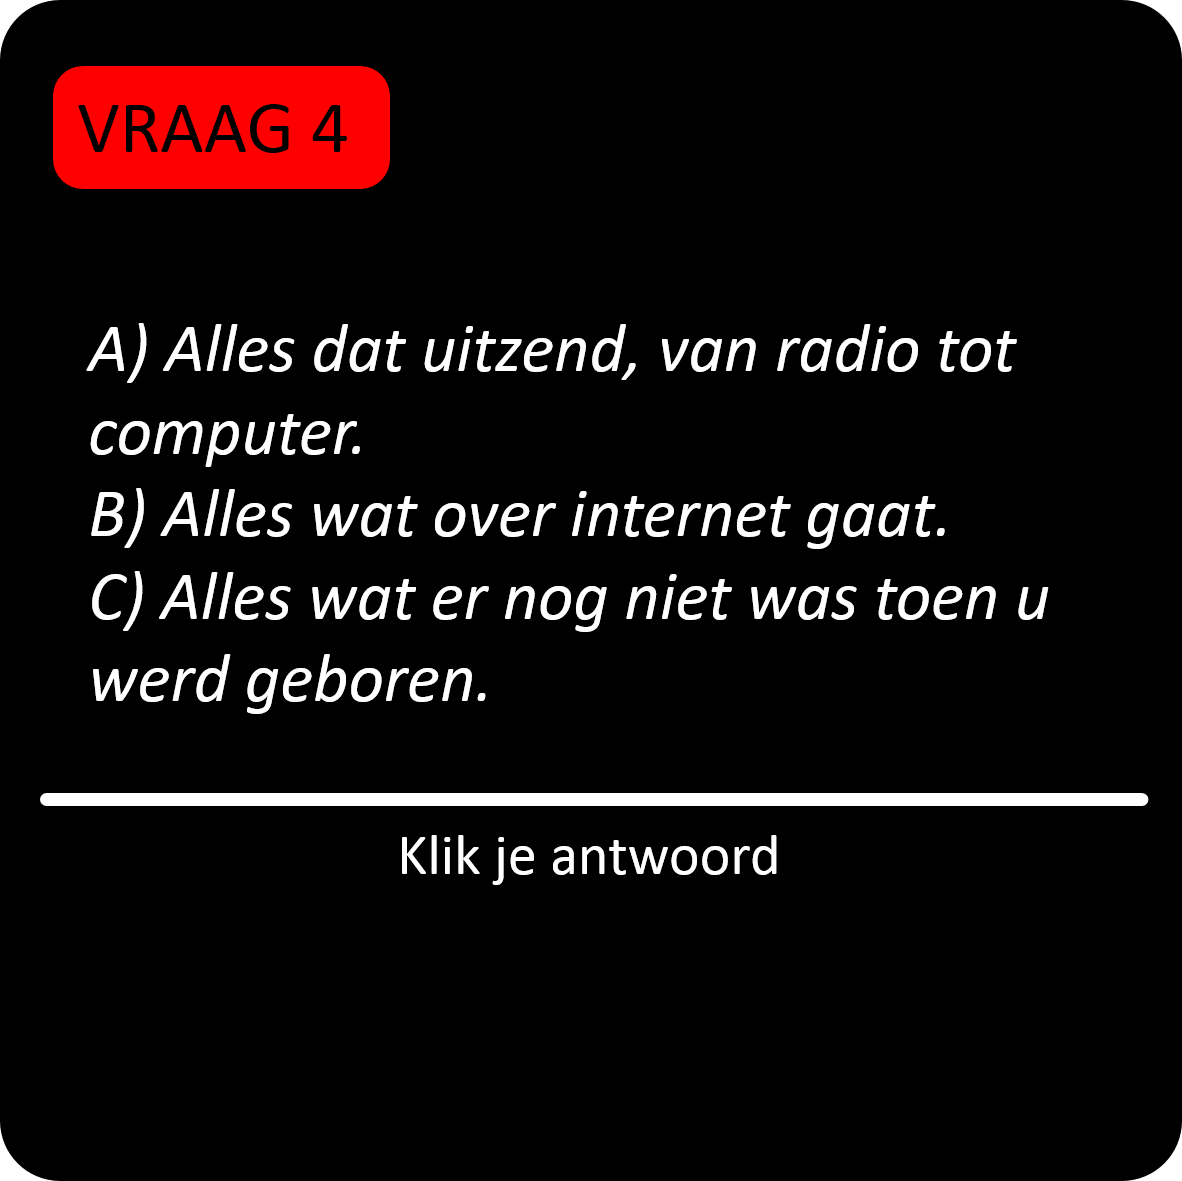 VRAAG 4
A) Alles dat uitzend, van radio tot
computer.
B) Alles wat over internet gaat.
C) Alles wat er nog niet was toen u
werd geboren.
Klik je antwoord